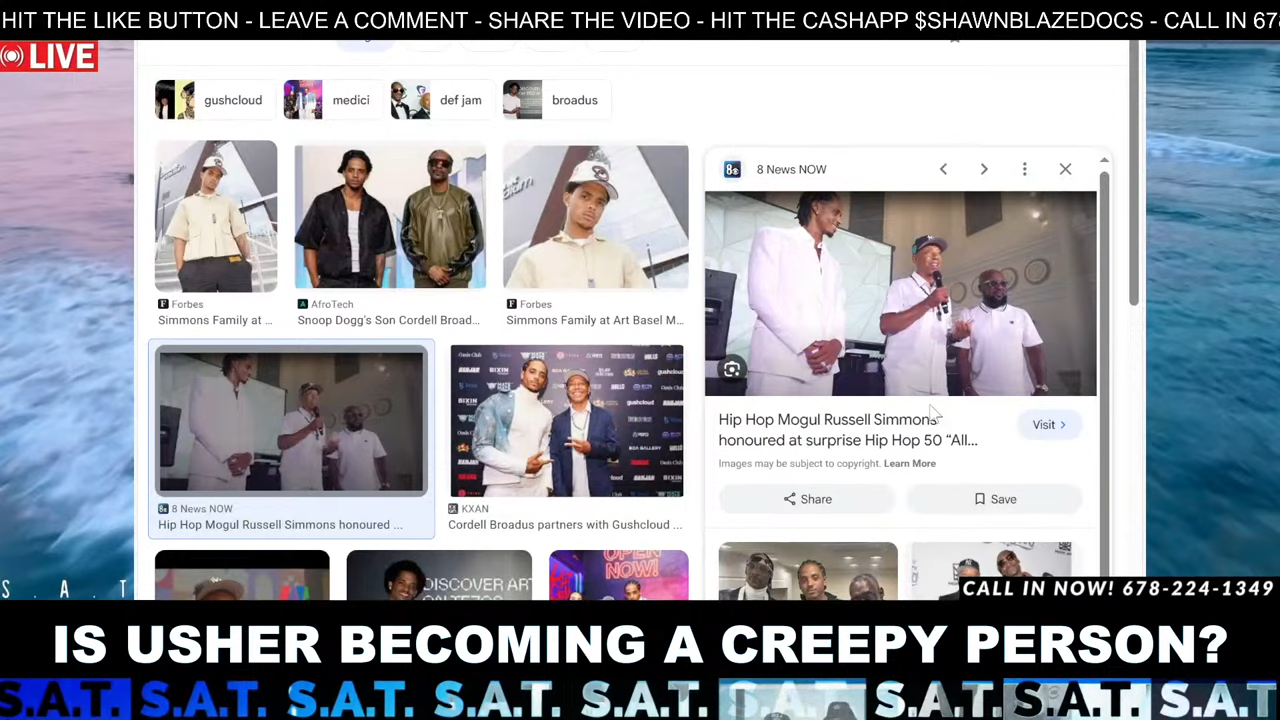 HIT THE LIKE BUTTON - LEAVE A COMMENT - SHARE THE VIDEO - HIT THE CASHAPP $SHAWNBLAZEDOCS - CALL IN 67
LIVE
gushcloud
medici
def jam
broadus
8 News NOW
Forbes
Simmons Family at ...
AfroTech
Snoop Dogg's Son Cordell Broad...
Forbes
Simmons Family at Art Basel M...
Hip Hop Mogul Russell Simmons
honoured at surprise Hip Hop 50 “All...
Visit
Images may be subject to copyright. Learn More
Share
Save
8 News NOW
Hip Hop Mogul Russell Simmons honoured ...
KXAN
Cordell Broadus partners with Gushcloud ...
DISCOVER ART
OPEN
NOW!
S . A . T
CALL IN NOW! 678-224-1349
IS USHER BECOMING A CREEPY PERSON?
S.A.T. S.A.T. S.A.T. S.A.T. S.A.T. S.A.T. S.A.T. S.A.T. S.A.T